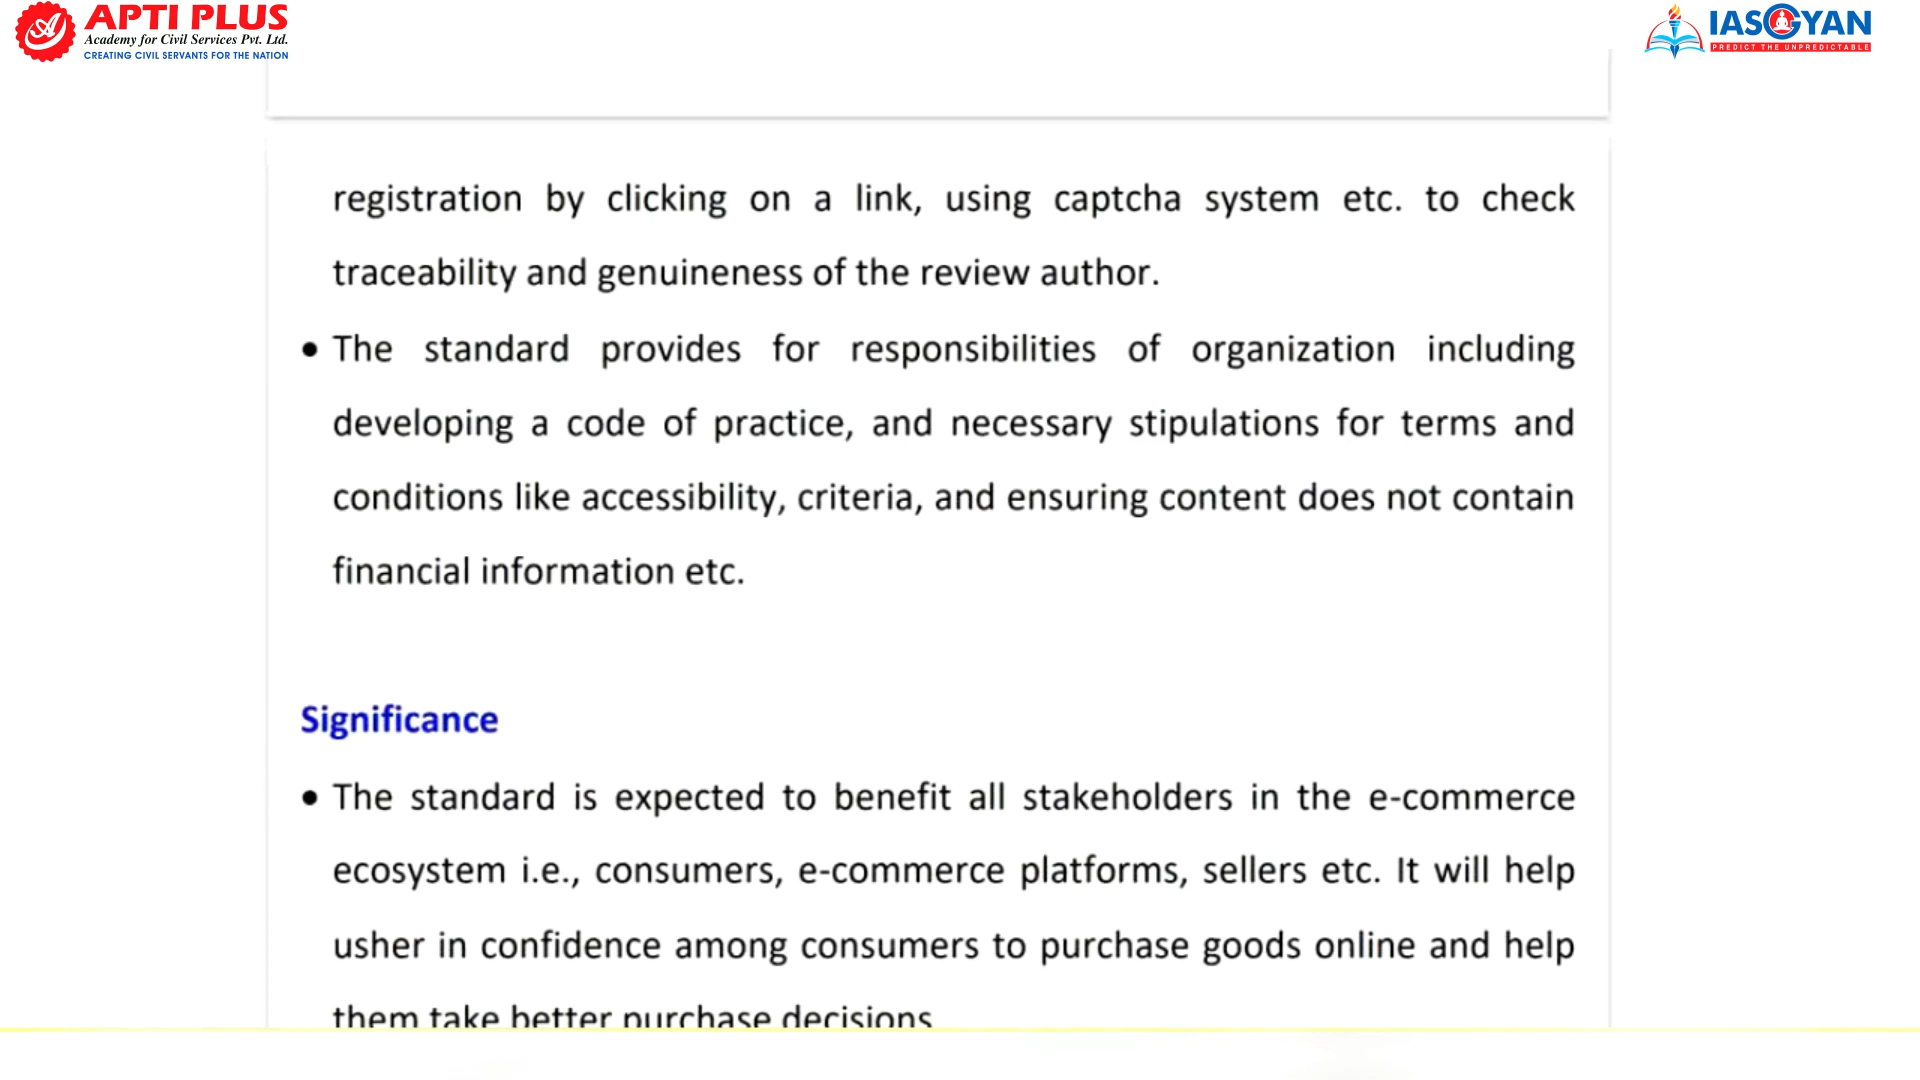 APTI PLUS
Academy for Civil Services Pvt. Ltd.
CREATING CIVIL SERVANTS FOR THE NATION
IASGYAN
PREDICT THE UNPREDICTABLE
registration by clicking on a link, using captcha system etc. to check
traceability and genuineness of the review author.
• The standard provides for responsibilities of organization including
developing a code of practice, and necessary stipulations for terms and
conditions like accessibility, criteria, and ensuring content does not contain
financial information etc.
Significance
• The standard is expected to benefit all stakeholders in the e-commerce
ecosystem i.e., consumers, e-commerce platforms, sellers etc. It will help
usher in confidence among consumers to purchase goods online and help
them take better purchase decisions